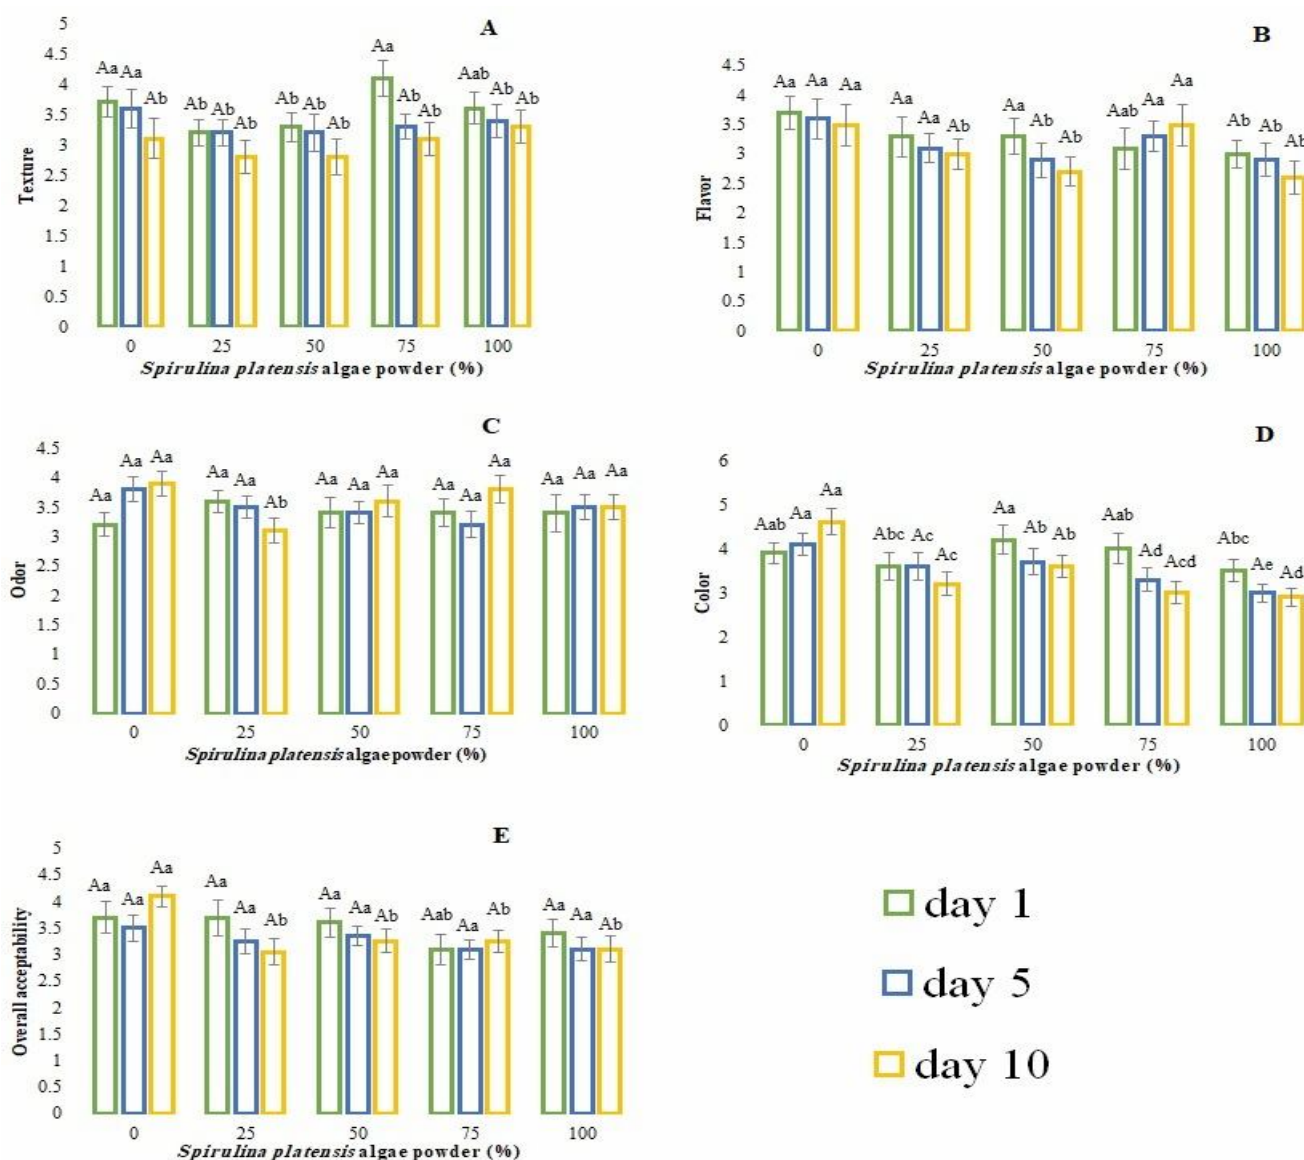 A
5
4.5
4
3.5
3
2.5
2
1.5
1
0.5
0
Texture
Aa Aa Ab
Ab Ab Ab
Ab Ab Ab
Aa Ab Ab
Aab Ab Ab
0 25 50 75 100
Spirulina platensis algae powder (%)
B
4.5
4
3.5
3
2.5
2
1.5
1
0.5
0
Flavor
Aa Aa Aa
Aa Aa Ab
Aa Ab Ab
Aab Aa Aa
Ab Ab Ab
0 25 50 75 100
Spirulina platensis algae powder (%)
C
4.5
4
3.5
3
2.5
2
1.5
1
0.5
0
Odor
Aa Aa Aa
Aa Aa Ab
Aa Aa Aa
Aa Aa Aa
Aa Aa Aa
0 25 50 75 100
Spirulina platensis algae powder (%)
D
6
5
4
3
2
1
0
Color
Aab Aa Aa
Abc Ac Ac
Aa Ab Ab
Aab Ad Acd
Abc Ae Ad
0 25 50 75 100
Spirulina platensis algae powder (%)
E
5
4.5
4
3.5
3
2.5
2
1.5
1
0.5
0
Overall acceptability
Aa Aa Aa
Aa Aa Ab
Aa Aa Ab
Aab Aa Ab
Aa Aa Ab
0 25 50 75 100
Spirulina platensis algae powder (%)
day 1
day 5
day 10